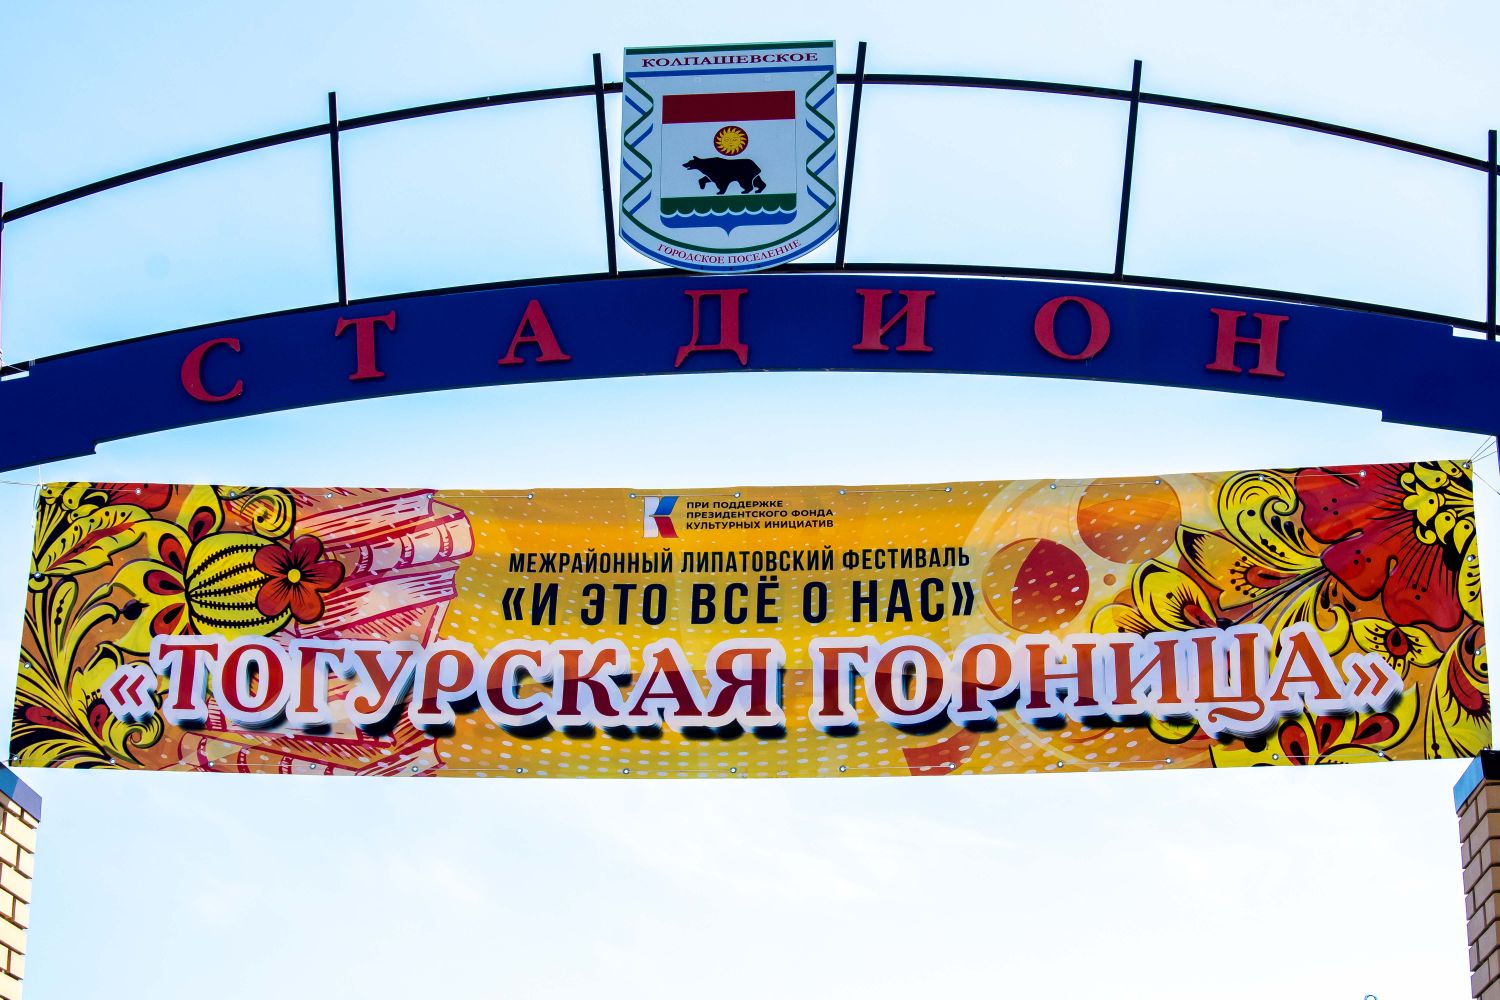 КОЛПАШЕВСКОЕ
ГОРОДСКОЕ ПОСЕЛЕНИЕ
СТАДИОН
ПРИ ПОДДЕРЖКЕ
ПРЕЗИДЕНТСКОГО ФОНДА
КУЛЬТУРНЫХ ИНИЦИАТИВ
МЕЖРАЙОННЫЙ ЛИПАТОВСКИЙ ФЕСТИВАЛЬ
«И ЭТО ВСЁ О НАС»
«ТОГУРСКАЯ ГОРНИЦА»